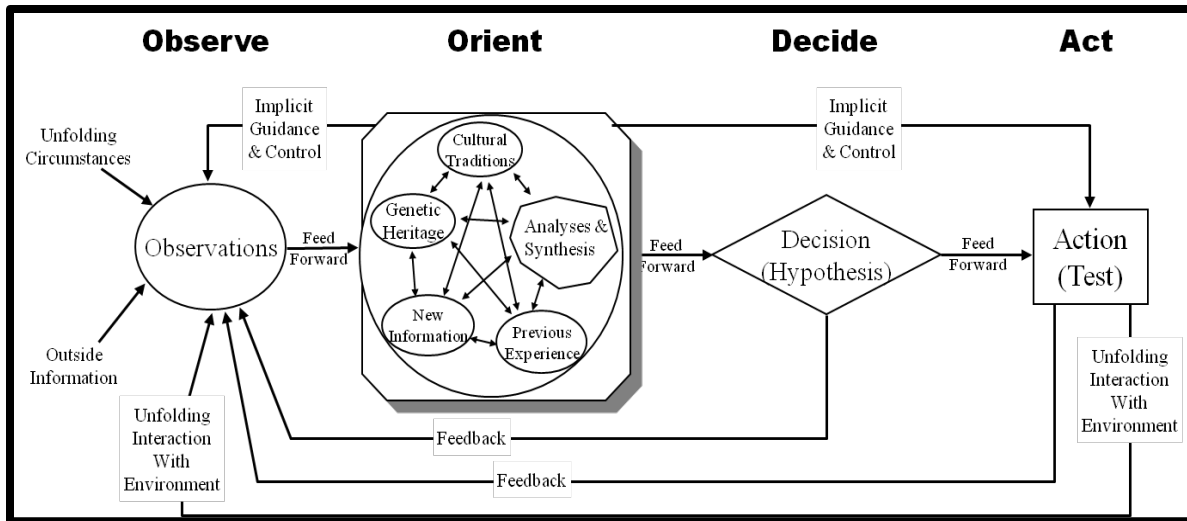 Observe
Orient
Decide
Act
Implicit
Guidance
& Control
Implicit
Guidance
& Control
Unfolding
Circumstances
Cultural
Traditions
Genetic
Heritage
Analyses &
Synthesis
Observations
Feed
Forward
Feed
Forward
Decision
(Hypothesis)
Feed
Forward
Action
(Test)
New
Information
Previous
Experience
Outside
Information
Unfolding
Interaction
With
Environment
Unfolding
Interaction
With
Environment
Feedback
Feedback